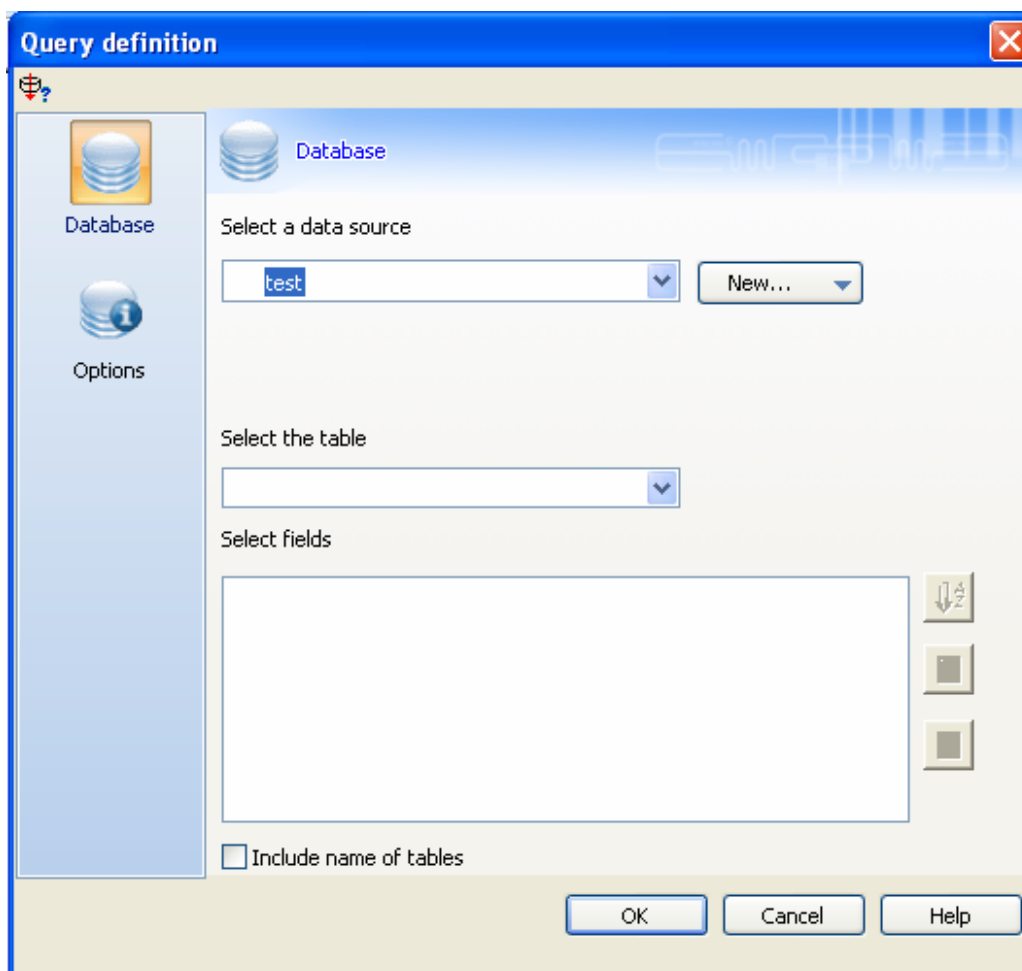 Query definition
Database
Database
Select a data source
test
New...
Options
Select the table
Select fields
Include name of tables
OK Cancel Help